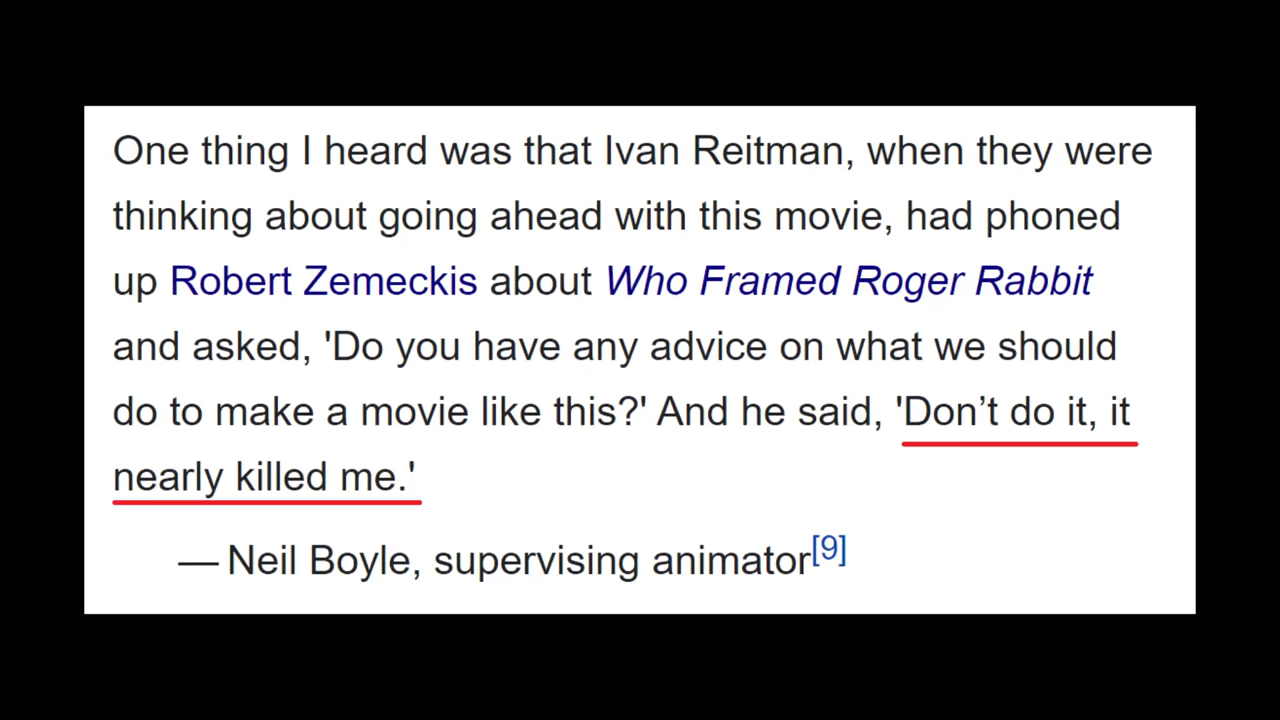 One thing I heard was that Ivan Reitman, when they were
thinking about going ahead with this movie, had phoned
up Robert Zemeckis about Who Framed Roger Rabbit
and asked, 'Do you have any advice on what we should
do to make a movie like this?' And he said, 'Don’t do it, it
nearly killed me.'
— Neil Boyle, supervising animator[9]